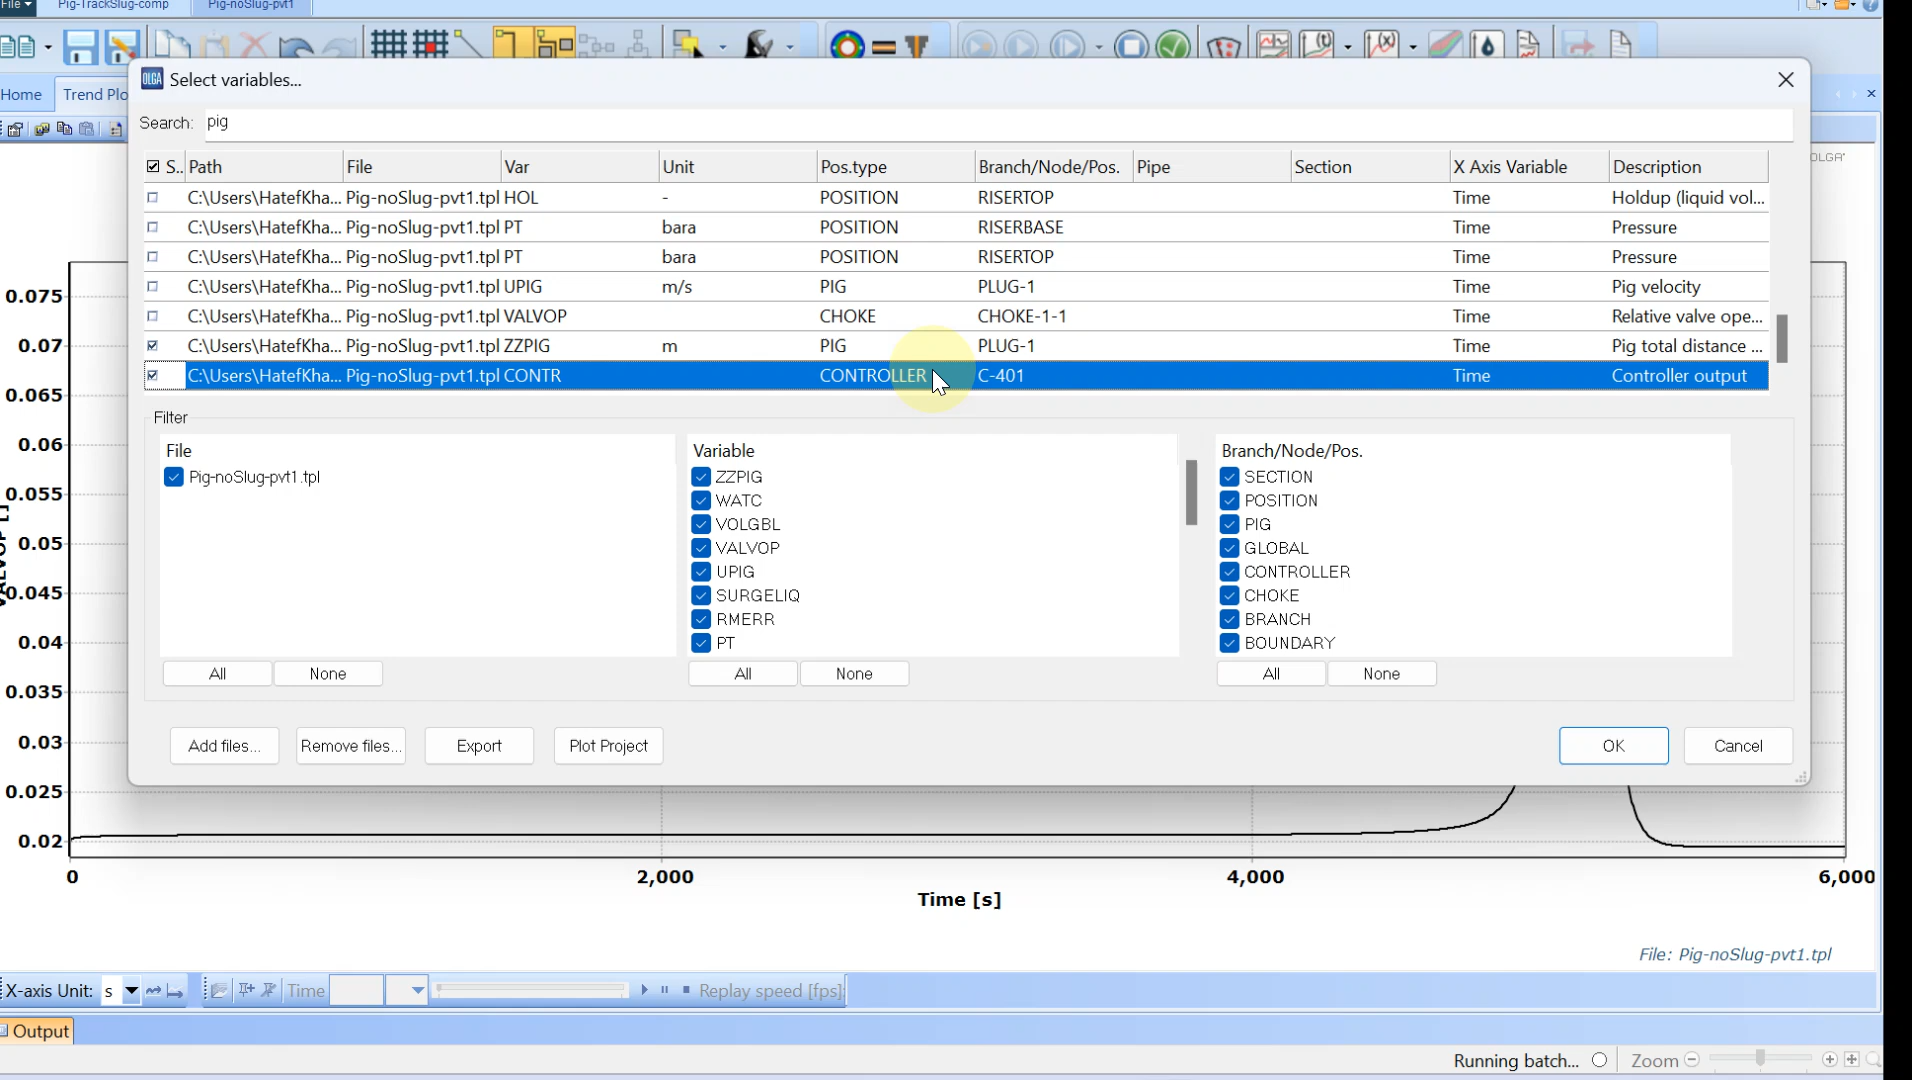 File
Pig-TrackSlug-comp
Pig-noSlug-pvt1
OLGA Select variables...
Home
Trend Plo
Search: pig
S.. Path File Var Unit Pos.type Branch/Node/Pos. Pipe Section X Axis Variable Description
C:\Users\HatefKha... Pig-noSlug-pvt1.tpl HOL - POSITION RISERTOP Time Holdup (liquid vol...
C:\Users\HatefKha... Pig-noSlug-pvt1.tpl PT bara POSITION RISERBASE Time Pressure
C:\Users\HatefKha... Pig-noSlug-pvt1.tpl PT bara POSITION RISERTOP Time Pressure
C:\Users\HatefKha... Pig-noSlug-pvt1.tpl UPIG m/s PIG PLUG-1 Time Pig velocity
C:\Users\HatefKha... Pig-noSlug-pvt1.tpl VALVOP CHOKE CHOKE-1-1 Time Relative valve ope...
C:\Users\HatefKha... Pig-noSlug-pvt1.tpl ZZPIG m PIG PLUG-1 Time Pig total distance ...
C:\Users\HatefKha... Pig-noSlug-pvt1.tpl CONTR CONTROLLER C-401 Time Controller output
Filter
File
Pig-noSlug-pvt1.tpl
All None
Variable
ZZPIG
WATC
VOLGBL
VALVOP
UPIG
SURGELIQ
RMERR
PT
All None
Branch/Node/Pos.
SECTION
POSITION
PIG
GLOBAL
CONTROLLER
CHOKE
BRANCH
BOUNDARY
All None
Add files... Remove files... Export Plot Project OK Cancel
0.075
0.07
0.065
0.06
0.055
0.05
0.045
0.04
0.035
0.03
0.025
0.02
0 2,000 4,000 6,000
Time [s]
File: Pig-noSlug-pvt1.tpl
X-axis Unit: s Time Replay speed [fps]:
Output
Running batch... Zoom